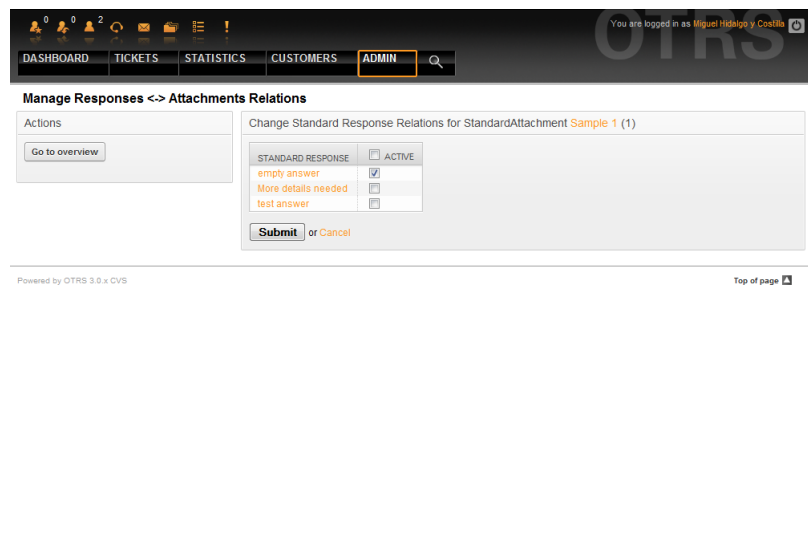 OTRS
0 0 2
You are logged in as Miguel Hidalgo y Costilla
DASHBOARD TICKETS STATISTICS CUSTOMERS ADMIN
Manage Responses <-> Attachments Relations
Actions
Go to overview
Change Standard Response Relations for StandardAttachment Sample 1 (1)
STANDARD RESPONSE ACTIVE
empty answer
More details needed
test answer
Submit or Cancel
Powered by OTRS 3.0.x CVS
Top of page